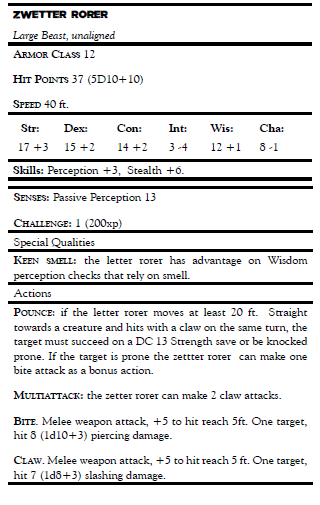 ZWETTER RORER
Large Beast, unaligned
ARMOR CLASS 12
HIT POINTS 37 (5D10+10)
SPEED 40 ft.
Str: Dex: Con: Int: Wis: Cha:
17 +3 15 +2 14 +2 3 -4 12 +1 8 -1
Skills: Perception +3, Stealth +6.
SENSES: Passive Perception 13
CHALLENGE: 1 (200xp)
Special Qualities
KEEN SMELL: the letter rorer has advantage on Wisdom
perception checks that rely on smell.
Actions
POUNCE: if the letter rorer moves at least 20 ft. Straight
towards a creature and hits with a claw on the same turn, the
target must succeed on a DC 13 Strength save or be knocked
prone. If the target is prone the zettter rorer can make one
bite attack as a bonus action.
MULTIATTACK: the zetter rorer can make 2 claw attacks.
BITE. Melee weapon attack, +5 to hit reach 5ft. One target,
hit 8 (1d10+3) piercing damage.
CLAW. Melee weapon attack, +5 to hit reach 5 ft. One target,
hit 7 (1d8+3) slashing damage.